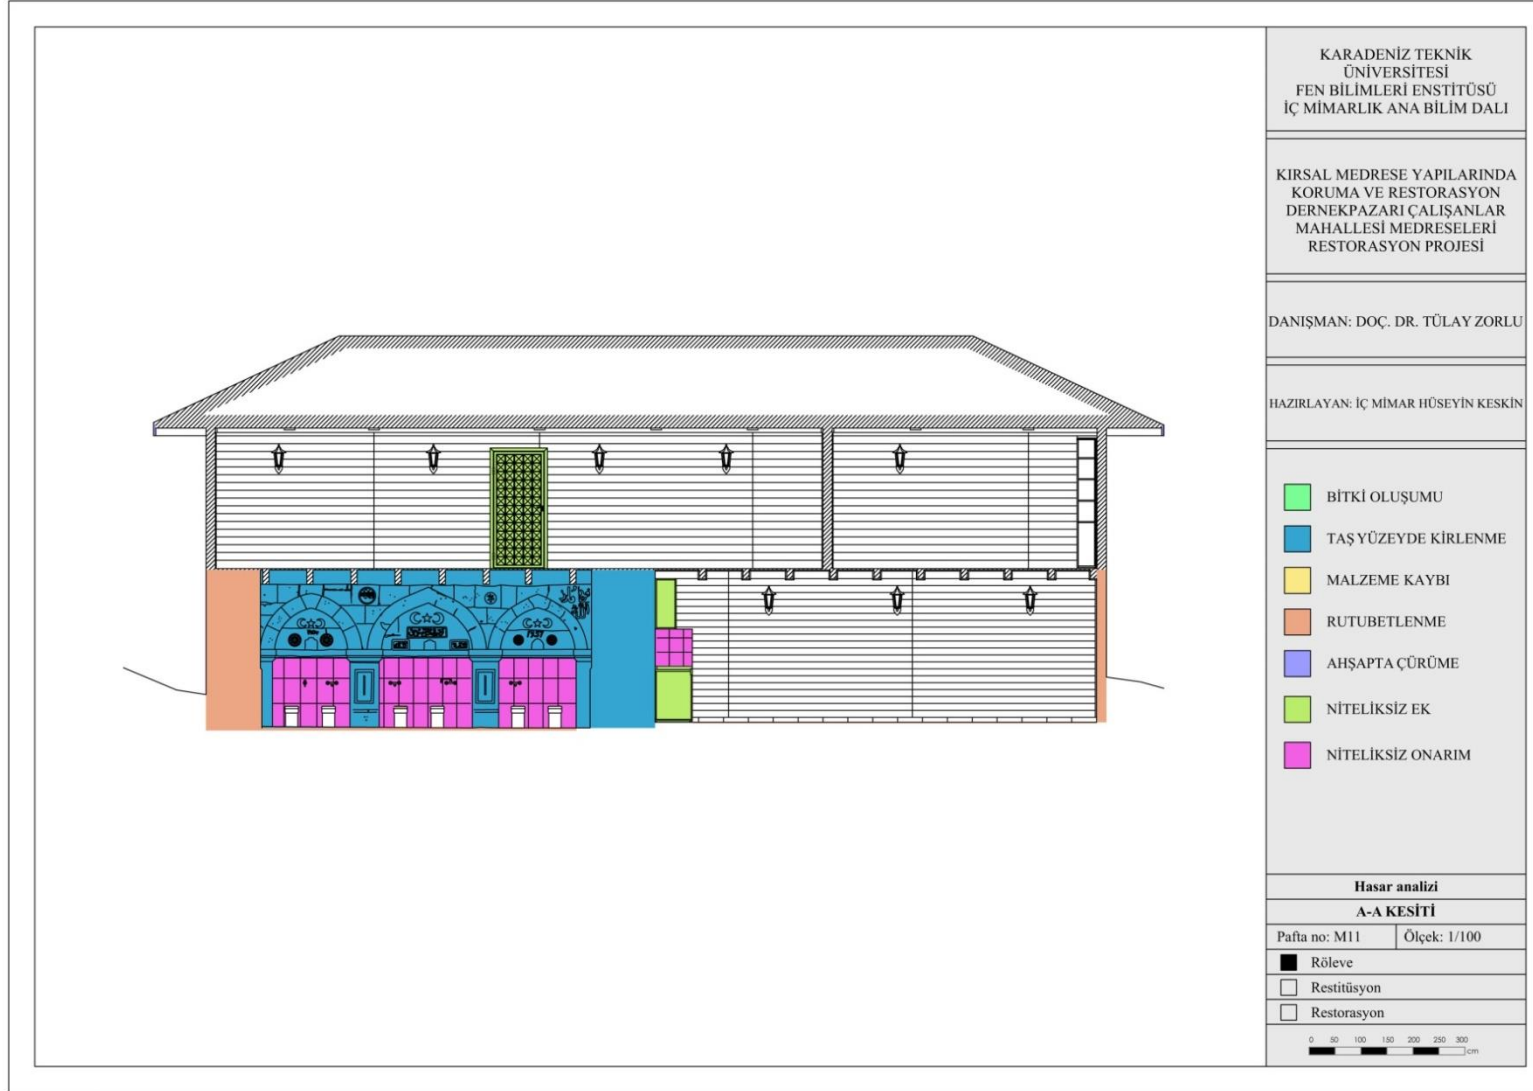 KARADENİZ TEKNİK
ÜNİVERSİTESİ
FEN BİLİMLERİ ENSTİTÜSÜ
İÇ MİMARLIK ANA BİLİM DALI
KIRSAL MEDRESE YAPILARINDA
KORUMA VE RESTORASYON
DERNEKPAZARI ÇALIŞANLAR
MAHALLESİ MEDRESELERİ
RESTORASYON PROJESİ
DANIŞMAN: DOÇ. DR. TÜLAY ZORLU
HAZIRLAYAN: İÇ MİMAR HÜSEYİN KESKİN
BİTKİ OLUŞUMU
TAŞ YÜZEYDE KİRLENME
MALZEME KAYBI
RUTUBETLENME
AHŞAPTA ÇÜRÜME
NİTELİKSİZ EK
NİTELİKSİZ ONARIM
Hasar analizi
A-A KESİTİ
Pafta no: M11 Ölçek: 1/100
Röleve
Restitüsyon
Restorasyon
0 50 100 150 200 250 300
cm